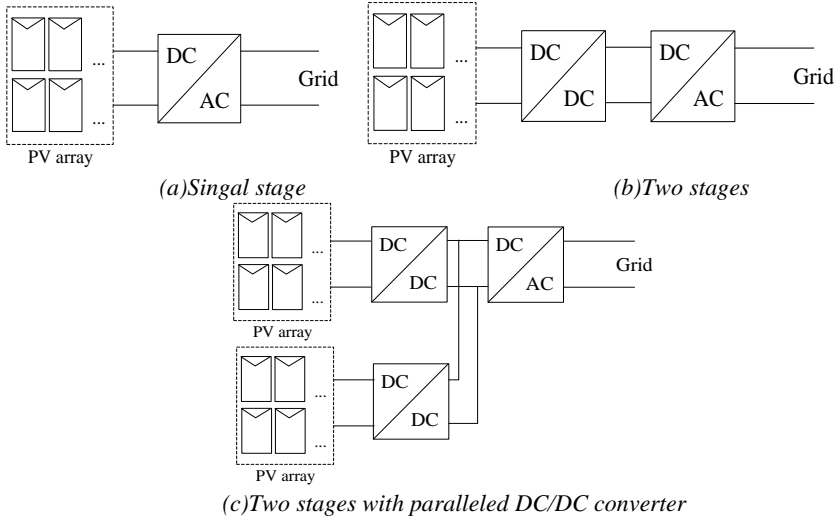 DC
AC
Grid
...
...
PV array
(a)Singal stage
DC
DC
DC
AC
Grid
...
...
PV array
(b)Two stages
DC
DC
DC
AC
Grid
...
...
PV array
DC
DC
...
...
PV array
(c)Two stages with paralleled DC/DC converter